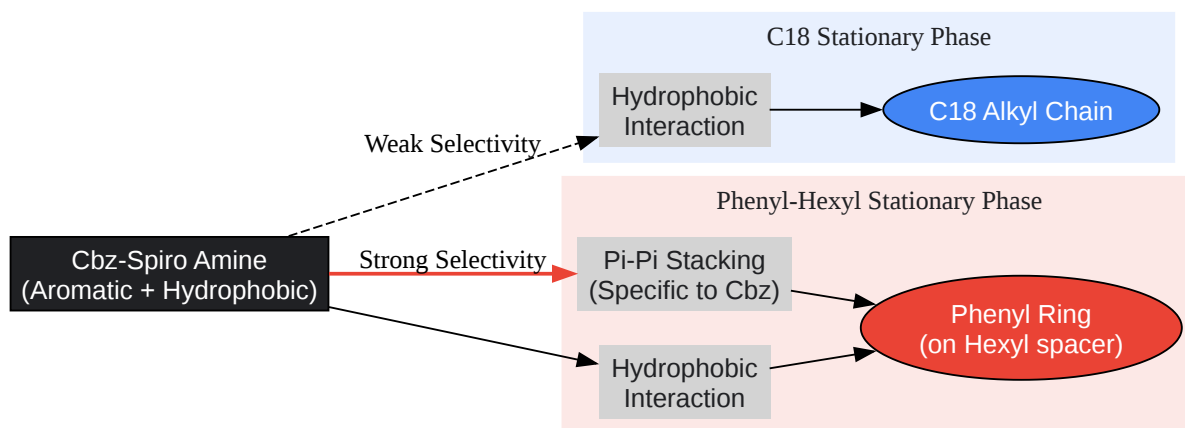 C18 Stationary Phase
Hydrophobic
Interaction
C18 Alkyl Chain
Weak Selectivity
Phenyl-Hexyl Stationary Phase
Cbz-Spiro Amine
(Aromatic + Hydrophobic)
Strong Selectivity
Pi-Pi Stacking
(Specific to Cbz)
Phenyl Ring
(on Hexyl spacer)
Hydrophobic
Interaction